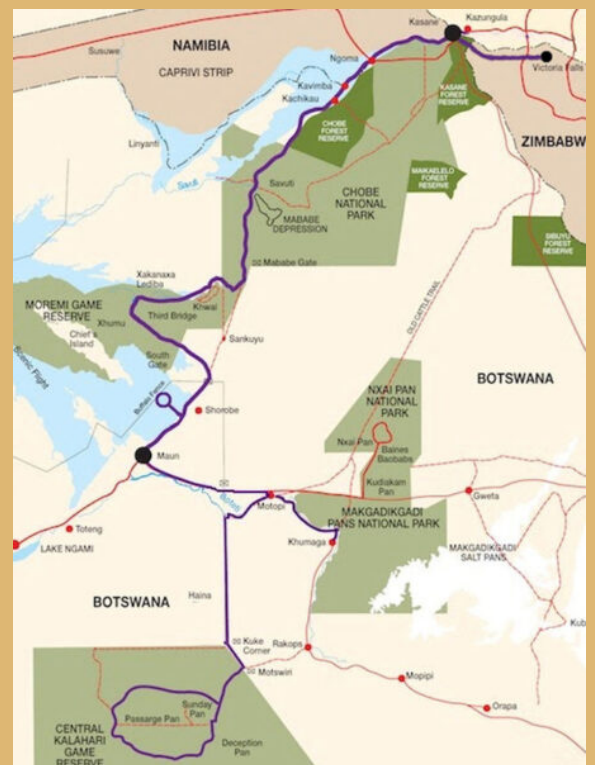 Kasane
Kazungula
NAMIBIA
Susuwe
CAPRIVI STRIP
Ngoma
Victoria Falls
Kavimba
Kachikau
KASANE
FOREST
RESERVE
CHOBE
FOREST
RESERVE
ZIMBABW
Linyanti
MAIKAELELO
FOREST
RESERVE
Savuti
CHOBE
NATIONAL
PARK
MABABE
DEPRESSION
SIBUYU
FOREST
RESERVE
Mababe Gate
Xakanaxa
Lediba
MOREMI GAME
RESERVE
Khwai
Third Bridge
Xhumu
Chief's
Island
OLD CATTLE TRAIL
Sankuyu
South
Gate
Scenic Flight
BOTSWANA
NXAI PAN
NATIONAL
PARK
Buffalo Fence
Shorobe
Nxai Pan
Baines
Baobabs
Maun
Kudiakam
Pan
Boteti
Gweta
Motopi
MAKGADIKGADI
PANS NATIONAL PARK
Toteng
Khumaga
LAKE NGAMI
MAKGADIKGADI
SALT PANS
Haina
BOTSWANA
Kub
Kuke
Corner
Rakops
Motswiri
Mopipi
Sunday
Pan
Passarge Pan
Orapa
CENTRAL
KALAHARI
GAME
RESERVE
Deception
Pan